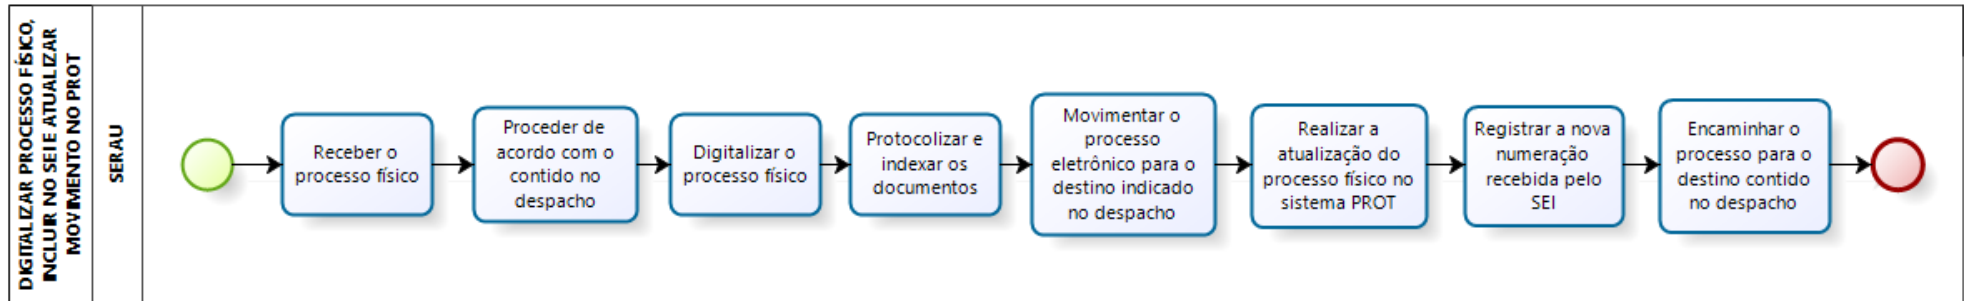 DIGITALIZAR PROCESSO FÍSICO,
INCLUIR NO SEI E ATUALIZAR
MOVIMENTO NO PROT
SERAU
Receber o
processo físico
Proceder de
acordo com o
contido no
despacho
Digitalizar o
processo físico
Protocolizar e
indexar os
documentos
Movimentar o
processo
eletrônico para o
destino indicado
no despacho
Realizar a
atualização do
processo físico no
sistema PROT
Registrar a nova
numeração
recebida pelo
SEI
Encaminhar o
processo para o
destino contido
no despacho